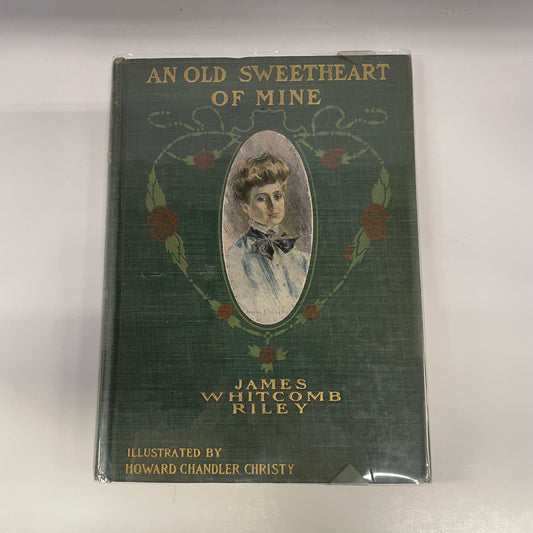 AN OLD SWEETHEART
OF MINE
JAMES
WHITCOMB
RILEY
ILLUSTRATED BY
HOWARD CHANDLER CHRISTY